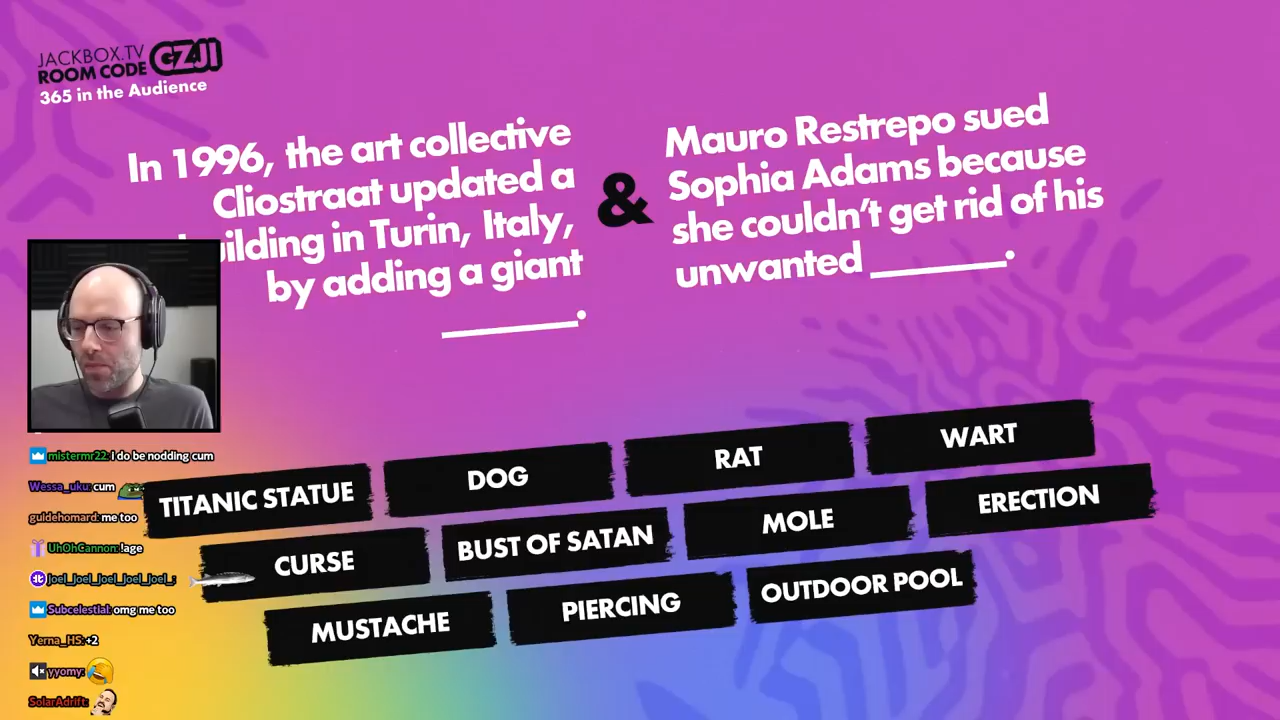 JACKBOX.TV
ROOM CODE GZJI
365 in the Audience
In 1996, the art collective
Cliostraat updated a
building in Turin, Italy,
by adding a giant
______.
&
Mauro Restrepo sued
Sophia Adams because
she couldn't get rid of his
unwanted ______.
TITANIC STATUE
DOG
RAT
WART
CURSE
BUST OF SATAN
MOLE
ERECTION
MUSTACHE
PIERCING
OUTDOOR POOL
mistermr22: I do be nodding cum
Wessa_uku: cum
guidehomard: me too
UhOhCannon: !age
Joel_Joel_Joel_Joel_Joel_:
Subcelestial: omg me too
Yerna_HS: +2
yyomy:
SolarAdrift: